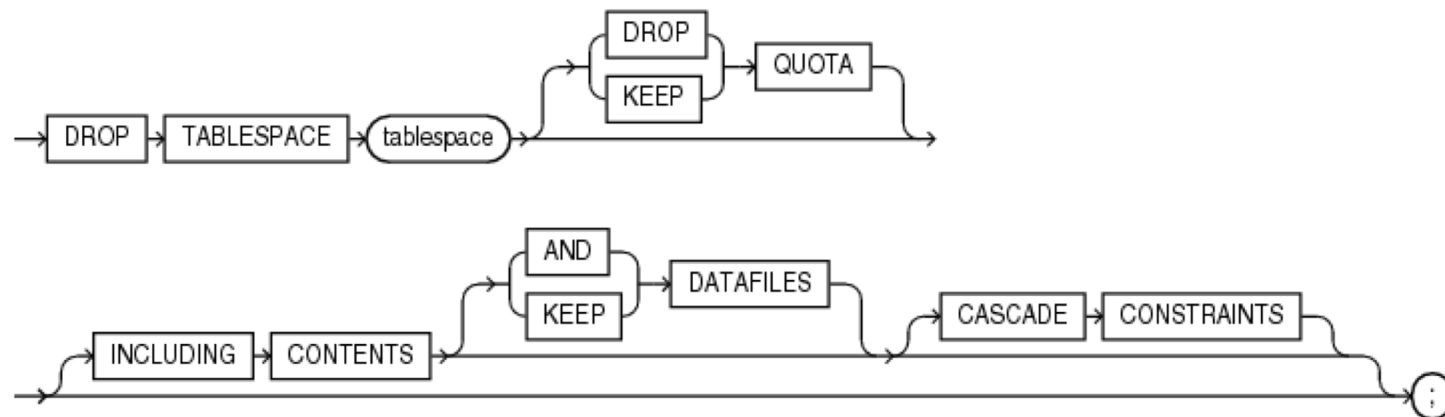 DROP
QUOTA
KEEP
DROP TABLESPACE tablespace
AND
DATAFILES
KEEP
CASCADE CONSTRAINTS
INCLUDING CONTENTS
;